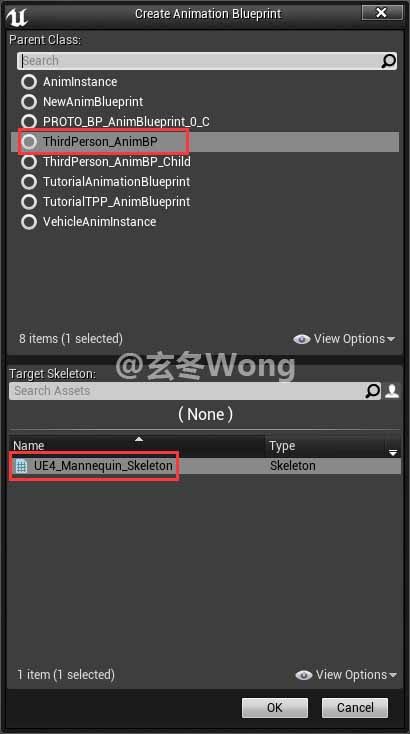 Create Animation Blueprint
Parent Class:
Search
AnimInstance
NewAnimBlueprint
PROTO_BP_AnimBlueprint_0_C
ThirdPerson_AnimBP
ThirdPerson_AnimBP_Child
TutorialAnimationBlueprint
TutorialTPP_AnimBlueprint
VehicleAnimInstance
8 items (1 selected) View Options
@玄冬Wong
Target Skeleton:
Search Assets
( None )
Name Type
UE4_Mannequin_Skeleton Skeleton
1 item (1 selected) View Options
OK Cancel